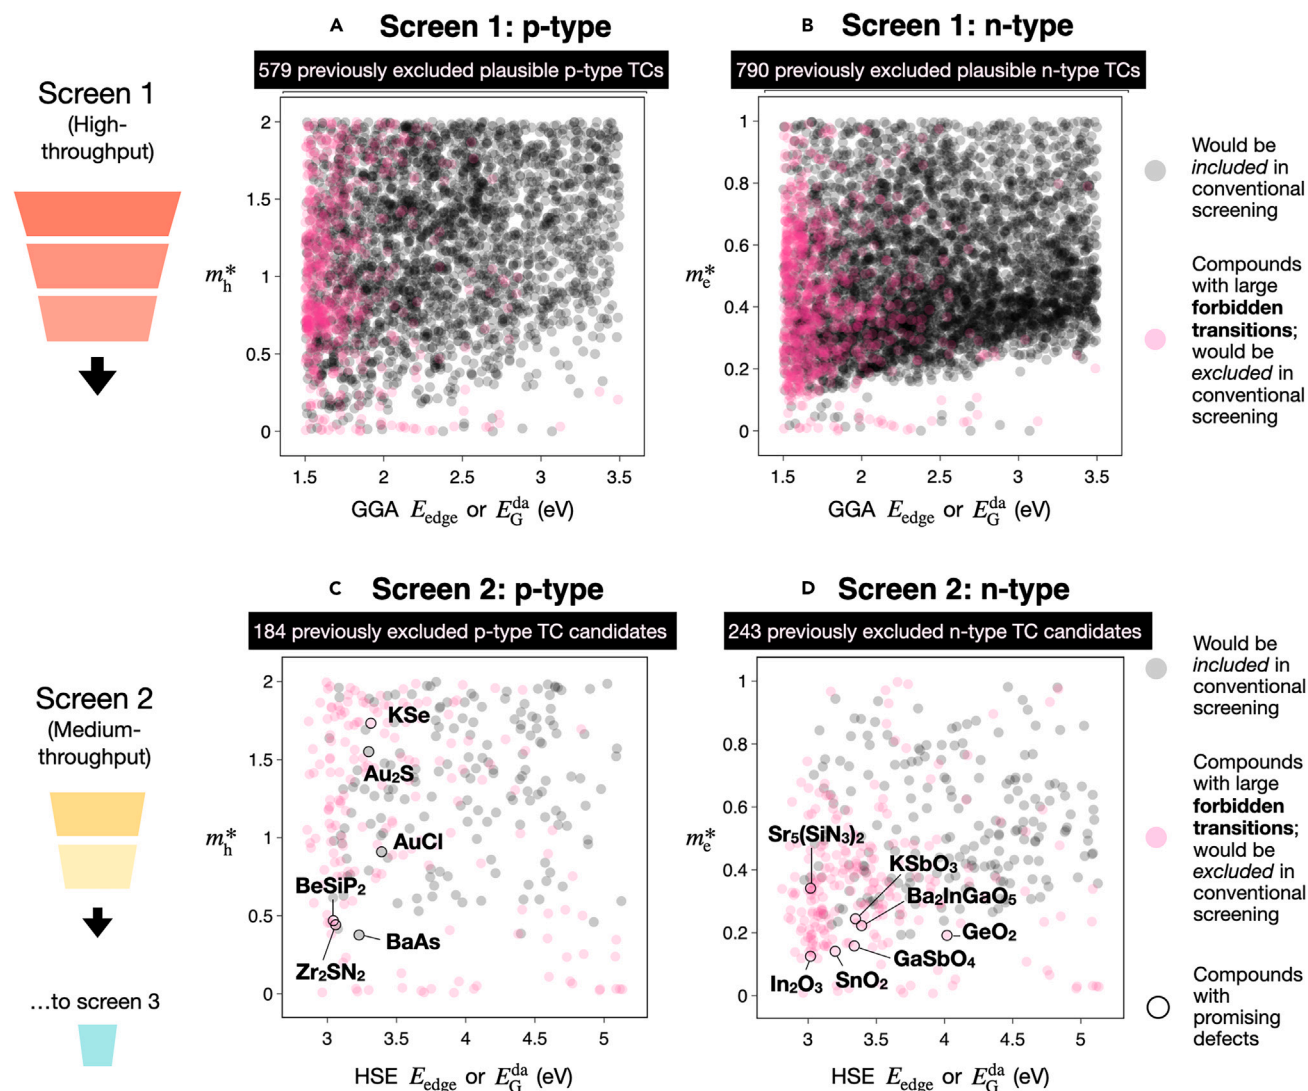 A Screen 1: p-type
579 previously excluded plausible p-type TCs
B Screen 1: n-type
790 previously excluded plausible n-type TCs
Screen 1
(High-
throughput)
m*h
2
1.5
1
0.5
0
1.5 2 2.5 3 3.5
GGA Eedge or EGda (eV)
m*e
1
0.8
0.6
0.4
0.2
0
1.5 2 2.5 3 3.5
GGA Eedge or EGda (eV)
Would be
included in
conventional
screening
Compounds
with large
forbidden
transitions;
would be
excluded in
conventional
screening
C Screen 2: p-type
184 previously excluded p-type TC candidates
D Screen 2: n-type
243 previously excluded n-type TC candidates
Screen 2
(Medium-
throughput)
...to screen 3
m*h
2
1.5
1
0.5
0
KSe
Au2S
AuCl
BeSiP2
BaAs
Zr2SN2
3 3.5 4 4.5 5
HSE Eedge or EGda (eV)
m*e
1
0.8
0.6
0.4
0.2
0
Sr5(SiN3)2
KSbO3
Ba2InGaO5
GeO2
GaSbO4
In2O3
SnO2
3 3.5 4 4.5 5
HSE Eedge or EGda (eV)
Would be
included in
conventional
screening
Compounds
with large
forbidden
transitions;
would be
excluded in
conventional
screening
Compounds
with
promising
defects